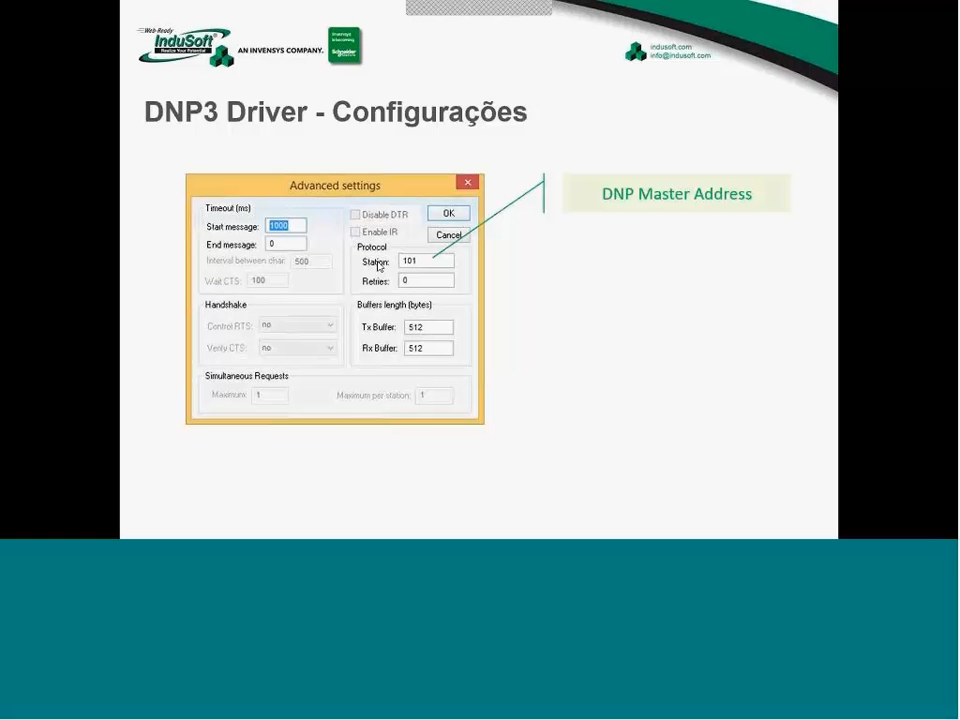 Web Ready
InduSoft
Realize Your Potential
AN INVENSYS COMPANY.
Invensys
Schneider
indusoft.com
info@indusoft.com
DNP3 Driver - Configurações
Advanced settings
DNP Master Address
Timeout (ms)
Start message: 1000
End message: 0
Interval between char: 500
Wait CTS: 100
Disable DTR
Enable IR
OK
Cancel
Protocol
Station: 101
Retries: 0
Handshake
Control RTS: no
Verify CTS: no
Buffers length (bytes)
Tx Buffer: 512
Rx Buffer: 512
Simultaneous Requests
Maximum: 1
Maximum per station: 1